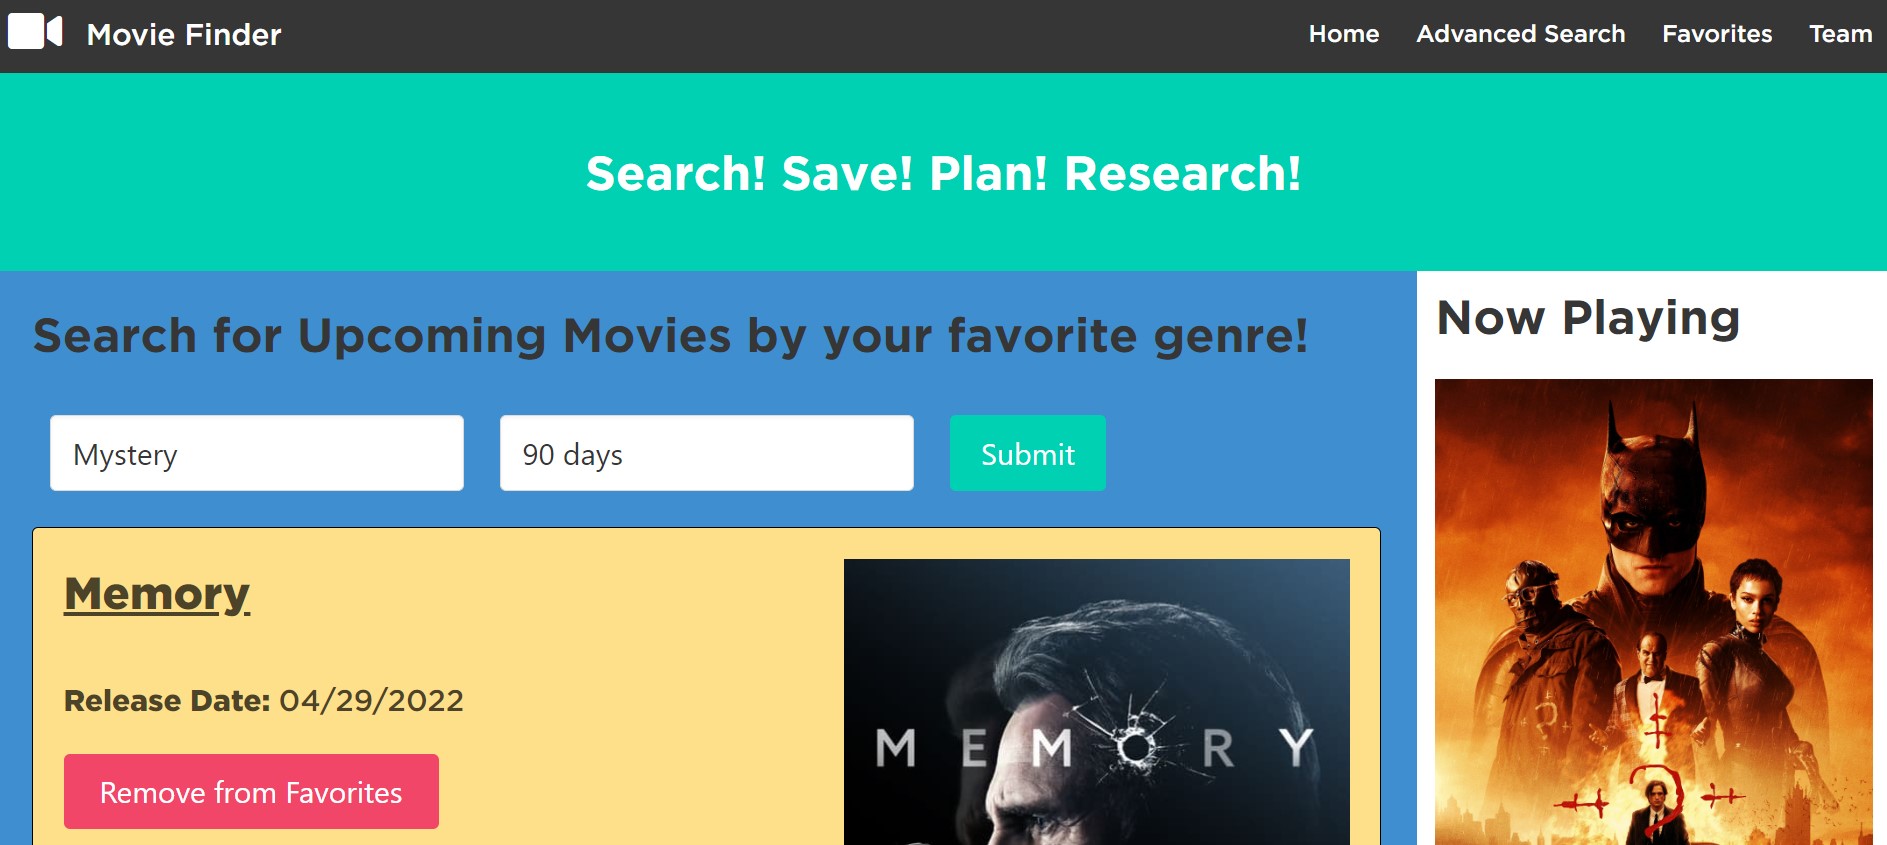 Movie Finder
Home
Advanced Search
Favorites
Team
Search! Save! Plan! Research!
Search for Upcoming Movies by your favorite genre!
Mystery
90 days
Submit
Memory
Release Date: 04/29/2022
Remove from Favorites
MEMORY
Now Playing
?